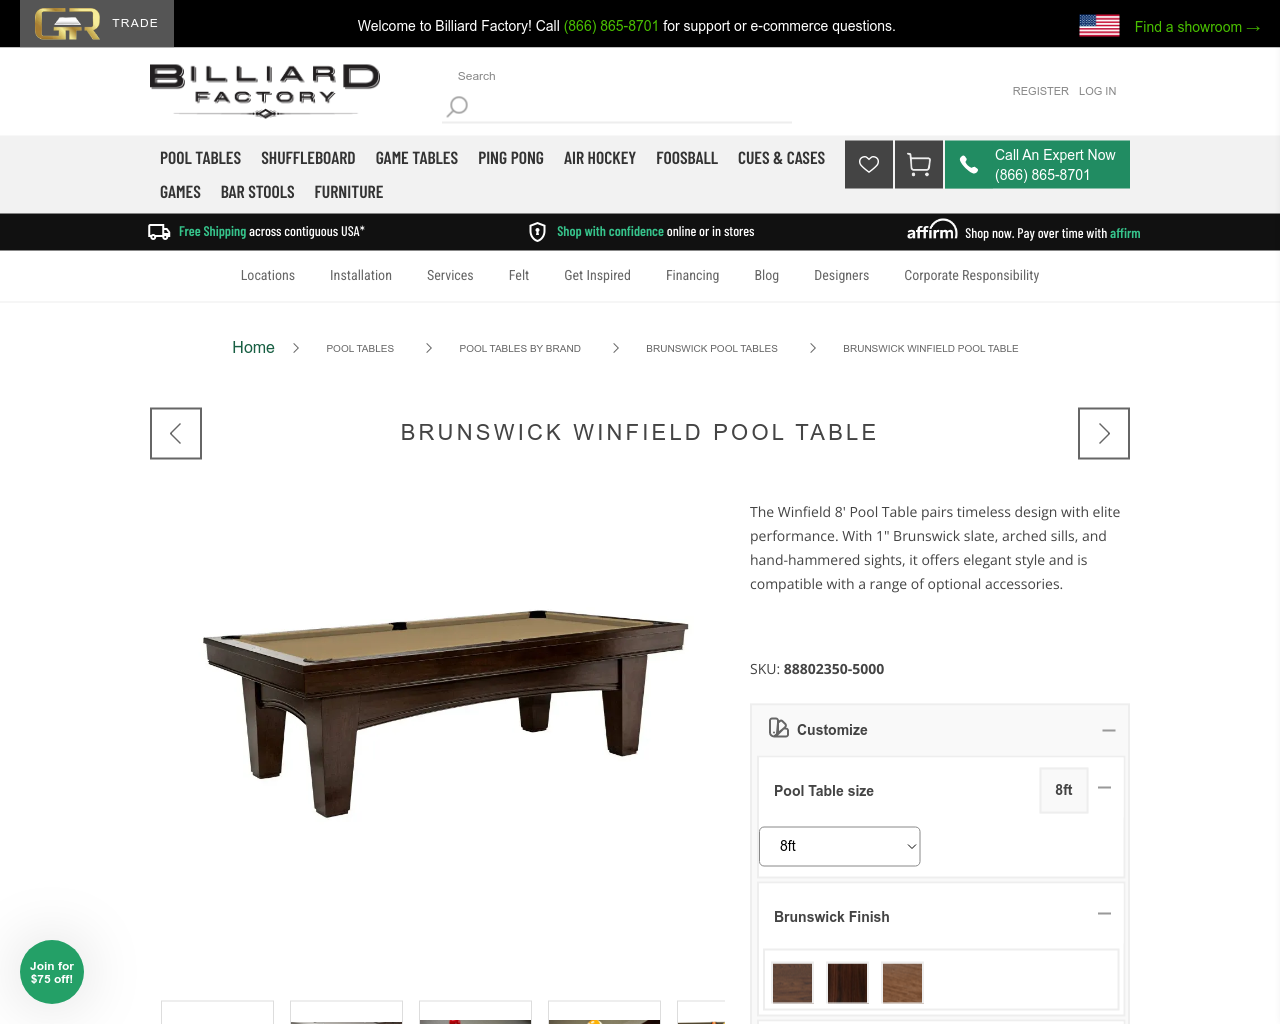 GR TRADE
Welcome to Billiard Factory! Call (866) 865-8701 for support or e-commerce questions.
Find a showroom →
BILLIARD
FACTORY
Search
REGISTER LOG IN
POOL TABLES SHUFFLEBOARD GAME TABLES PING PONG AIR HOCKEY FOOSBALL CUES & CASES
GAMES BAR STOOLS FURNITURE
Call An Expert Now
(866) 865-8701
Free Shipping across contiguous USA*
Shop with confidence online or in stores
affirm Shop now. Pay over time with affirm
Locations Installation Services Felt Get Inspired Financing Blog Designers Corporate Responsibility
Home > POOL TABLES > POOL TABLES BY BRAND > BRUNSWICK POOL TABLES > BRUNSWICK WINFIELD POOL TABLE
BRUNSWICK WINFIELD POOL TABLE
The Winfield 8' Pool Table pairs timeless design with elite
performance. With 1" Brunswick slate, arched sills, and
hand-hammered sights, it offers elegant style and is
compatible with a range of optional accessories.
SKU: 88802350-5000
Customize
Pool Table size
8ft
8ft
Brunswick Finish
Join for
$75 off!